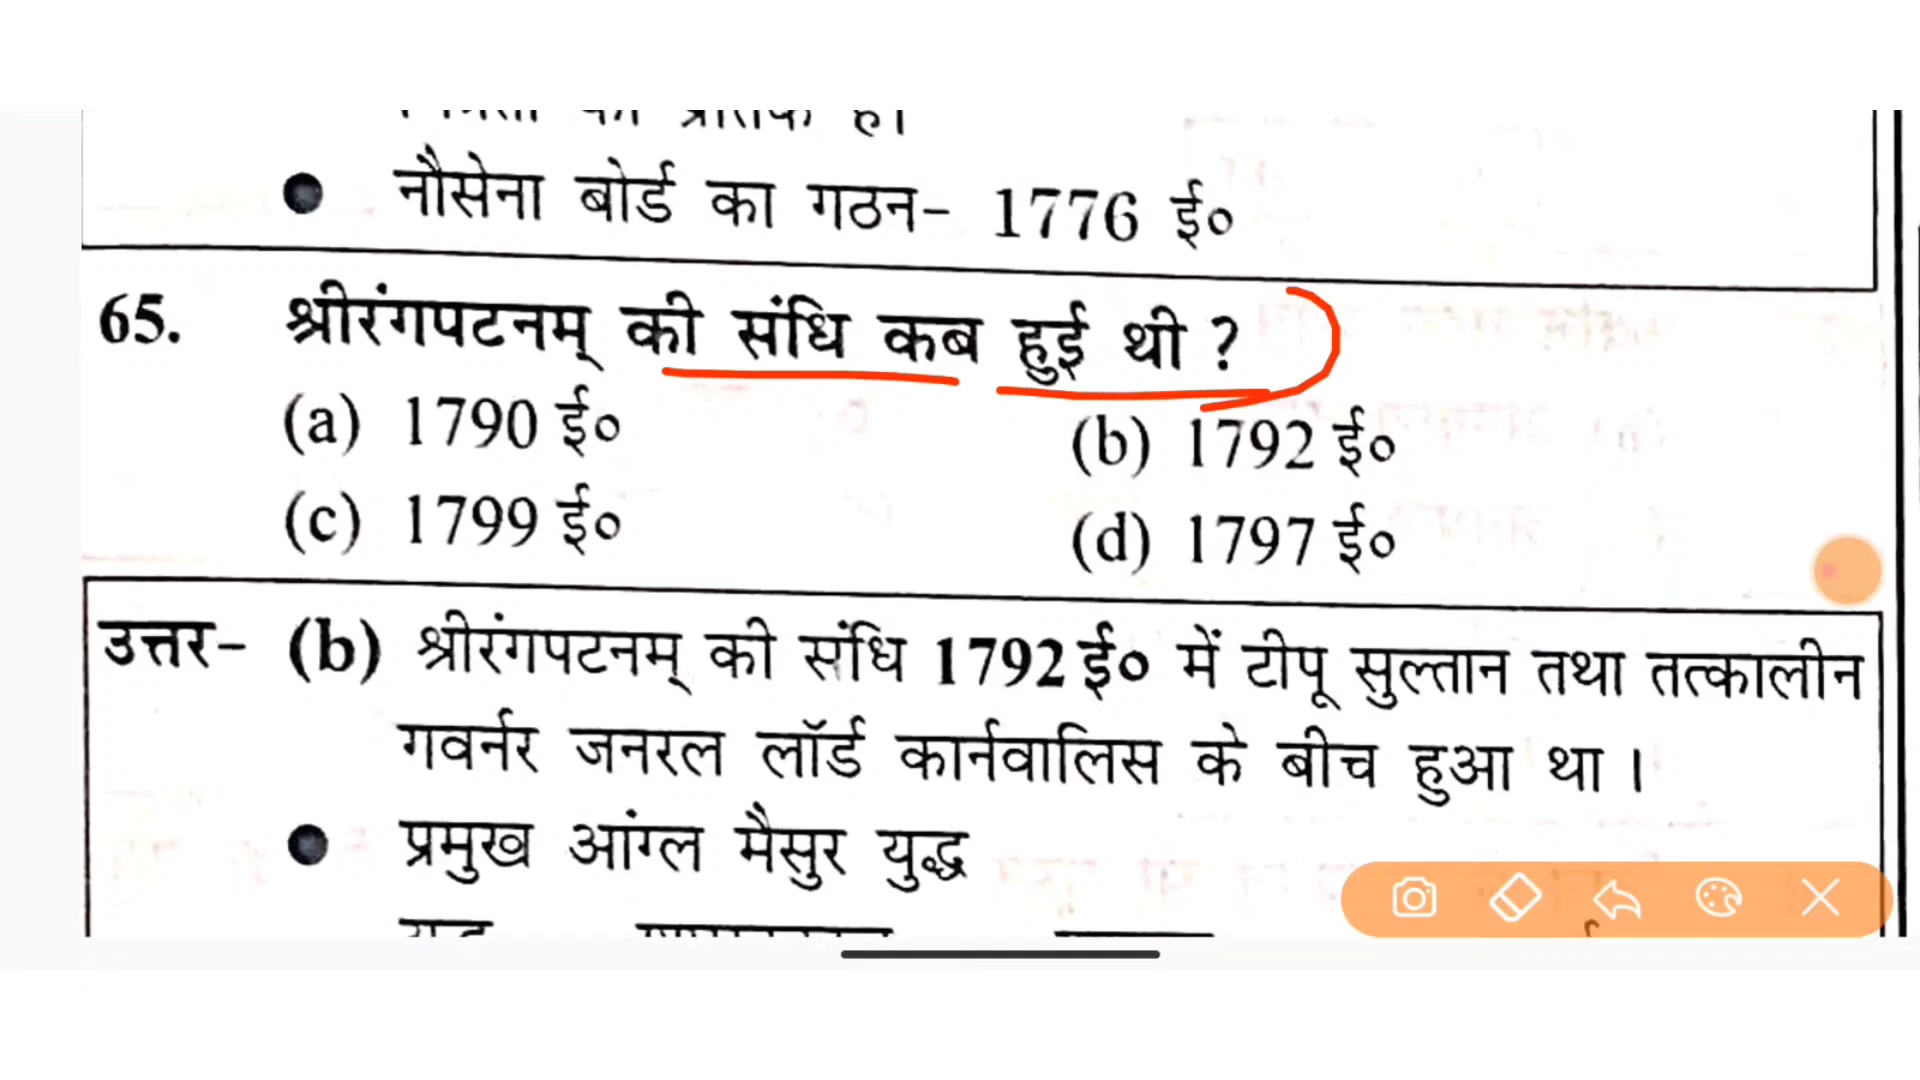 नौसेना बोर्ड का गठन- 1776 ई०
65. श्रीरंगपटनम् की संधि कब हुई थी ?
(a) 1790 ई० (b) 1792 ई०
(c) 1799 ई० (d) 1797 ई०
उत्तर- (b) श्रीरंगपटनम् की संधि 1792 ई० में टीपू सुल्तान तथा तत्कालीन
गवर्नर जनरल लॉर्ड कार्नवालिस के बीच हुआ था ।
प्रमुख आंग्ल मैसुर युद्ध